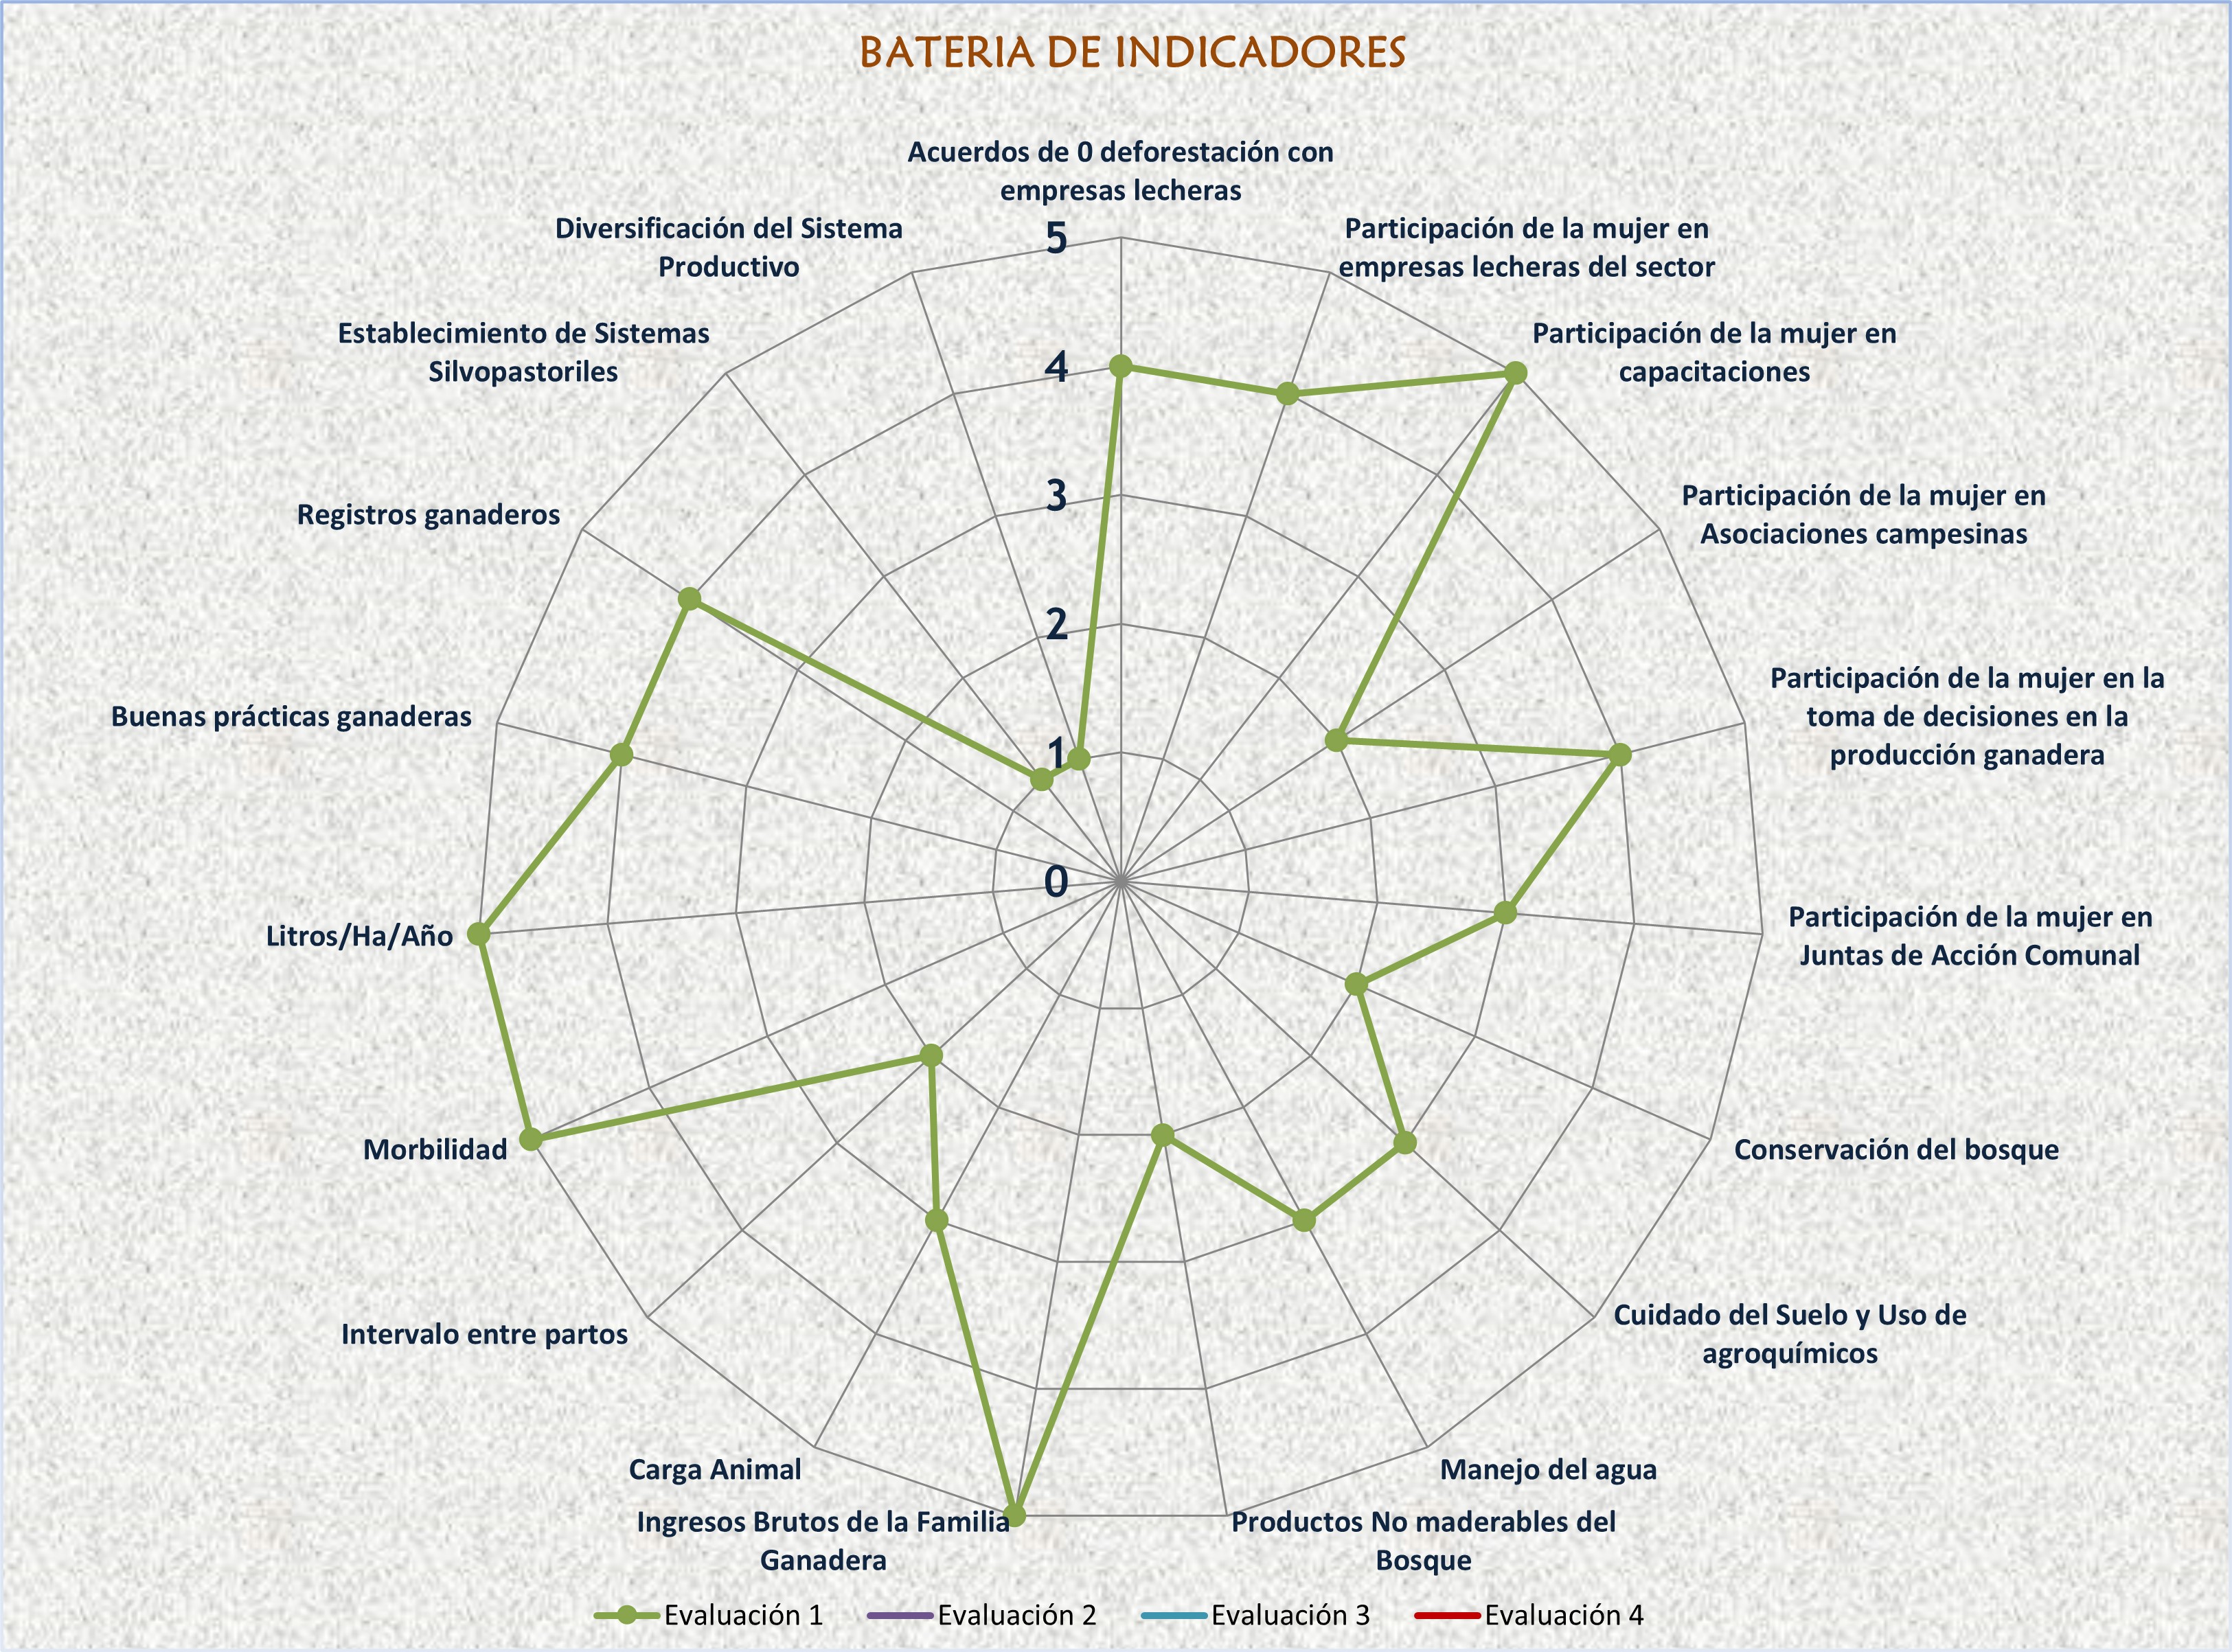 BATERIA DE INDICADORES
Acuerdos de 0 deforestación con
empresas lecheras
Participación de la mujer en
empresas lecheras del sector
Participación de la mujer en
capacitaciones
Participación de la mujer en
Asociaciones campesinas
Participación de la mujer en la
toma de decisiones en la
producción ganadera
Participación de la mujer en
Juntas de Acción Comunal
Conservación del bosque
Cuidado del Suelo y Uso de
agroquímicos
Manejo del agua
Productos No maderables del
Bosque
Ingresos Brutos de la Familia
Ganadera
Carga Animal
Intervalo entre partos
Morbilidad
Litros/Ha/Año
Buenas prácticas ganaderas
Registros ganaderos
Establecimiento de Sistemas
Silvopastoriles
Diversificación del Sistema
Productivo
5
4
3
2
1
0
Evaluación 1
Evaluación 2
Evaluación 3
Evaluación 4